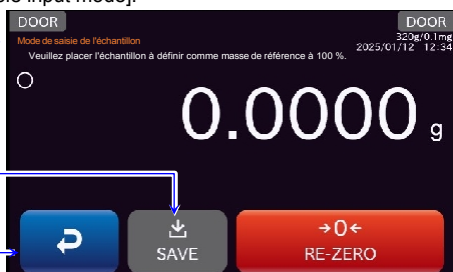 DOOR
DOOR
Mode de saisie de l'échantillon
320g/0.1mg
Veuillez placer l'échantillon à définir comme masse de référence à 100 %.
2025/01/12 12:34
0.0000 g
SAVE
→0←
RE-ZERO